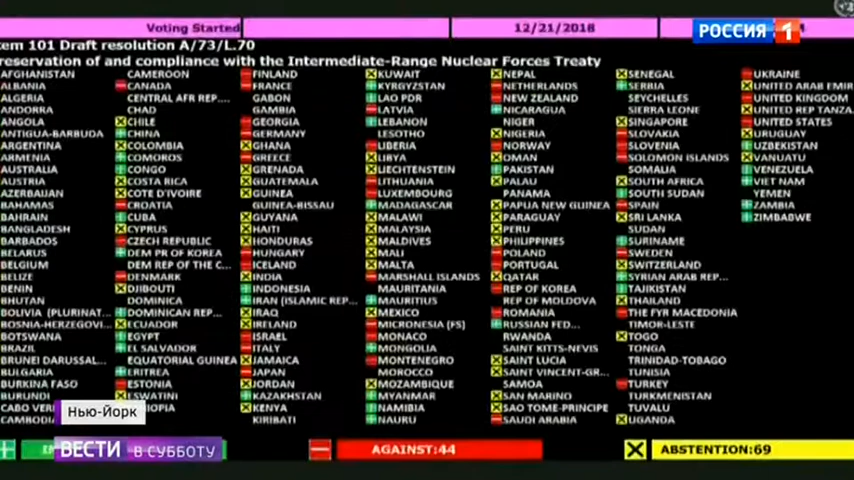 Voting Started 12/21/2018
РОССИЯ 1
tem 101 Draft resolution A/73/L.70
reservation of and compliance with the Intermediate-Range Nuclear Forces Treaty
AFGHANISTAN CAMEROON FINLAND KUWAIT NEPAL SENEGAL UKRAINE
ALBANIA CANADA FRANCE KYRGYZSTAN NETHERLANDS SERBIA UNITED ARAB EMIR
ALGERIA CENTRAL AFR REP.... GABON LAO PDR NEW ZEALAND SEYCHELLES UNITED KINGDOM
ANDORRA CHAD GAMBIA LATVIA NICARAGUA SIERRA LEONE UNITED REP TANZA
ANGOLA CHILE GEORGIA LEBANON NIGER SINGAPORE UNITED STATES
ANTIGUA-BARBUDA CHINA GERMANY LESOTHO NIGERIA SLOVAKIA URUGUAY
ARGENTINA COLOMBIA GHANA LIBERIA NORWAY SLOVENIA UZBEKISTAN
ARMENIA COMOROS GREECE LIBYA OMAN SOLOMON ISLANDS VANUATU
AUSTRALIA CONGO GRENADA LIECHTENSTEIN PAKISTAN SOMALIA VENEZUELA
AUSTRIA COSTA RICA GUATEMALA LITHUANIA PALAU SOUTH AFRICA VIET NAM
AZERBAIJAN COTE D'IVOIRE GUINEA LUXEMBOURG PANAMA SOUTH SUDAN YEMEN
BAHAMAS CROATIA GUINEA-BISSAU MADAGASCAR PAPUA NEW GUINEA SPAIN ZAMBIA
BAHRAIN CUBA GUYANA MALAWI PARAGUAY SRI LANKA ZIMBABWE
BANGLADESH CYPRUS HAITI MALAYSIA PERU SUDAN
BARBADOS CZECH REPUBLIC HONDURAS MALDIVES PHILIPPINES SURINAME
BELARUS DEM PR OF KOREA HUNGARY MALI POLAND SWEDEN
BELGIUM DEM REP OF THE C... ICELAND MALTA PORTUGAL SWITZERLAND
BELIZE DENMARK INDIA MARSHALL ISLANDS QATAR SYRIAN ARAB REP...
BENIN DJIBOUTI INDONESIA MAURITANIA REP OF KOREA TAJIKISTAN
BHUTAN DOMINICA IRAN (ISLAMIC REP... MAURITIUS REP OF MOLDOVA THAILAND
BOLIVIA (PLURINAT... DOMINICAN REP... IRAQ MEXICO ROMANIA THE FYR MACEDONIA
BOSNIA-HERZEGOVI... ECUADOR IRELAND MICRONESIA (FS) RUSSIAN FED... TIMOR-LESTE
BOTSWANA EGYPT ISRAEL MONACO RWANDA TOGO
BRAZIL EL SALVADOR ITALY MONGOLIA SAINT KITTS-NEVIS TONGA
BRUNEI DARUSSAL... EQUATORIAL GUINEA JAMAICA MONTENEGRO SAINT LUCIA TRINIDAD-TOBAGO
BULGARIA ERITREA JAPAN MOROCCO SAINT VINCENT-GR... TUNISIA
BURKINA FASO ESTONIA JORDAN MOZAMBIQUE SAMOA TURKEY
BURUNDI ESWATINI KAZAKHSTAN MYANMAR SAN MARINO TURKMENISTAN
CABO VER IOPIA KENYA NAMIBIA SAO TOME-PRINCIPE TUVALU
CAMBODIA KIRIBATI NAURU SAUDI ARABIA UGANDA
Нью-Йорк
ВЕСТИ В СУББОТУ
AGAINST:44 ABSTENTION:69